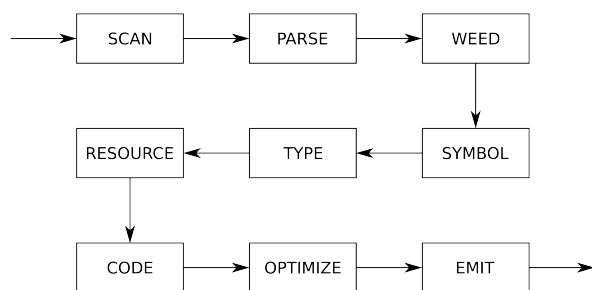 SCAN
PARSE
WEED
RESOURCE
TYPE
SYMBOL
CODE
OPTIMIZE
EMIT